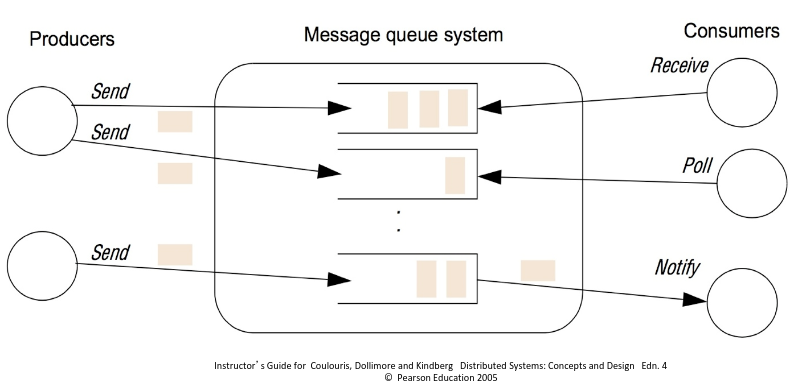 Producers
Message queue system
Consumers
Send
Receive
Send
Poll
Send
Notify
Instructor’s Guide for Coulouris, Dollimore and Kindberg Distributed Systems: Concepts and Design Edn. 4
© Pearson Education 2005